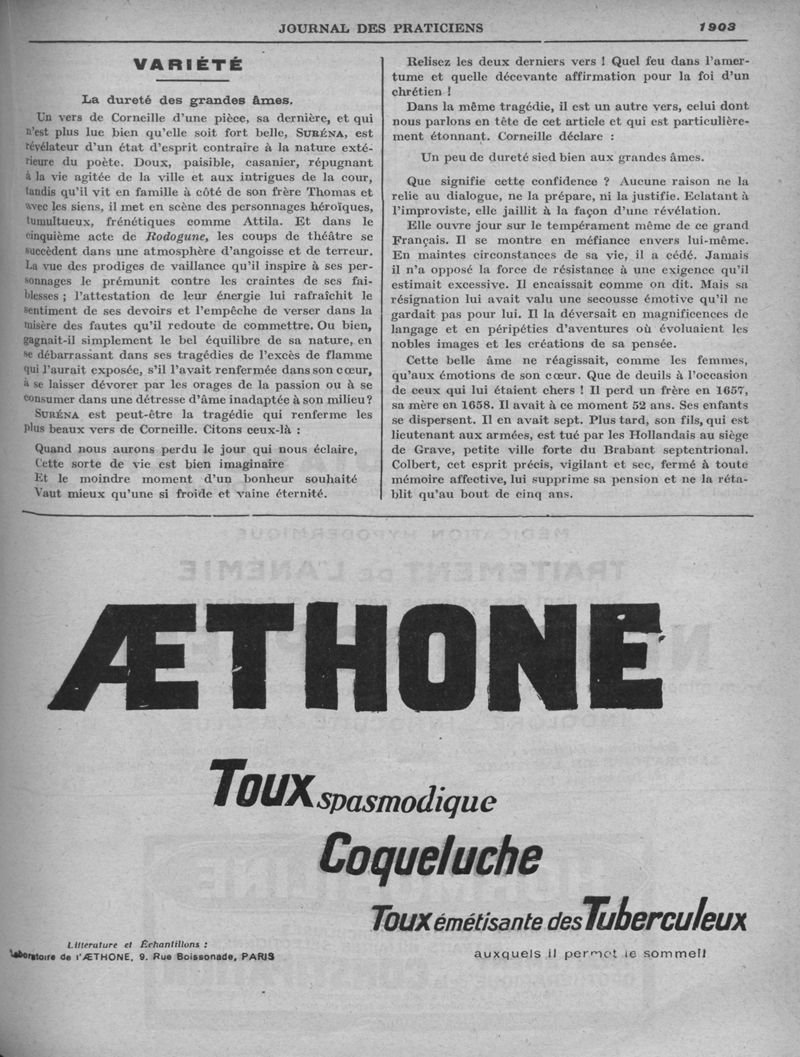 JOURNAL DES PRATICIENS
1903
VARIÉTÉ
La dureté des grandes âmes.
Un vers de Corneille d'une pièce, sa dernière, et qui
n'est plus lue bien qu'elle soit fort belle, SURÉNA, est
révélateur d'un état d'esprit contraire à la nature exté-
rieure du poète. Doux, paisible, casanier, répugnant
à la vie agitée de la ville et aux intrigues de la cour,
tandis qu'il vit en famille à côté de son frère Thomas et
avec les siens, il met en scène des personnages héroïques,
tumultueux, frénétiques comme Attila. Et dans le
cinquième acte de Rodogune, les coups de théâtre se
succèdent dans une atmosphère d'angoisse et de terreur.
La vue des prodiges de vaillance qu'il inspire à ses per-
sonnages le prémunit contre les craintes de ses fai-
blesses ; l'attestation de leur énergie lui rafraîchit le
sentiment de ses devoirs et l'empêche de verser dans la
misère des fautes qu'il redoute de commettre. Ou bien,
gagnait-il simplement le bel équilibre de sa nature, en
se débarrassant dans ses tragédies de l'excès de flamme
qui l'aurait exposée, s'il l'avait renfermée dans son cœur,
à se laisser dévorer par les orages de la passion ou à se
consumer dans une détresse d'âme inadaptée à son milieu ?
SURÉNA est peut-être la tragédie qui renferme les
plus beaux vers de Corneille. Citons ceux-là :
Quand nous aurons perdu le jour qui nous éclaire,
Cette sorte de vie est bien imaginaire
Et le moindre moment d'un bonheur souhaité
Vaut mieux qu'une si froide et vaine éternité.
Relisez les deux derniers vers ! Quel feu dans l'amer-
tume et quelle décevante affirmation pour la foi d'un
chrétien !
Dans la même tragédie, il est un autre vers, celui dont
nous parlons en tête de cet article et qui est particulière-
ment étonnant. Corneille déclare :
Un peu de dureté sied bien aux grandes âmes.
Que signifie cette confidence ? Aucune raison ne la
relie au dialogue, ne la prépare, ni la justifie. Eclatant à
l'improviste, elle jaillit à la façon d'une révélation.
Elle ouvre jour sur le tempérament même de ce grand
Français. Il se montre en méfiance envers lui-même.
En maintes circonstances de sa vie, il a cédé. Jamais
il n'a opposé la force de résistance à une exigence qu'il
estimait excessive. Il encaissait comme on dit. Mais sa
résignation lui avait valu une secousse émotive qu'il ne
gardait pas pour lui. Il la déversait en magnificences de
langage et en péripéties d'aventures où évoluaient les
nobles images et les créations de sa pensée.
Cette belle âme ne réagissait, comme les femmes,
qu'aux émotions de son cœur. Que de deuils à l'occasion
de ceux qui lui étaient chers ! Il perd un frère en 1657,
sa mère en 1658. Il avait à ce moment 52 ans. Ses enfants
se dispersent. Il en avait sept. Plus tard, son fils, qui est
lieutenant aux armées, est tué par les Hollandais au siège
de Grave, petite ville forte du Brabant septentrional.
Colbert, cet esprit précis, vigilant et sec, fermé à toute
mémoire affective, lui supprime sa pension et ne la réta-
blit qu'au bout de cinq ans.
ÆTHONE
Toux spasmodique
Coqueluche
Toux émétisante des Tuberculeux
auxquels il permet le sommeil
Littérature et Échantillons :
Laboratoire de l'ÆTHONE, 9, Rue Boissonade, PARIS